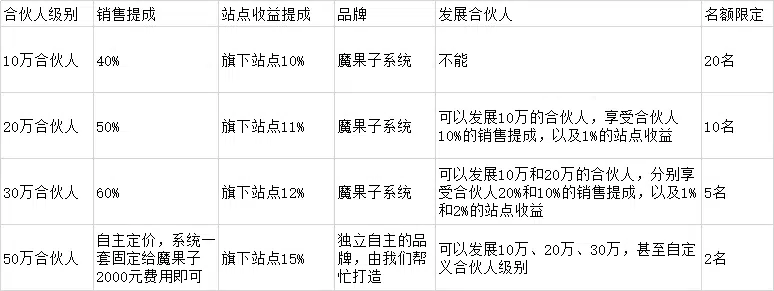 合伙人级别 销售提成 站点收益提成 品牌 发展合伙人 名额限定
10万合伙人 40% 旗下站点10% 魔果子系统 不能 20名
20万合伙人 50% 旗下站点11% 魔果子系统 可以发展10万的合伙人，享受合伙人
10%的销售提成，以及1%的站点收益 10名
30万合伙人 60% 旗下站点12% 魔果子系统 可以发展10万和20万的合伙人，分别享
受合伙人20%和10%的销售提成，以及1%
和2%的站点收益 5名
50万合伙人 自主定价，系统一
套固定给魔果子
2000元费用即可 旗下站点15% 独立自主的品
牌，由我们帮
忙打造 可以发展10万、20万、30万，甚至自定
义合伙人级别 2名